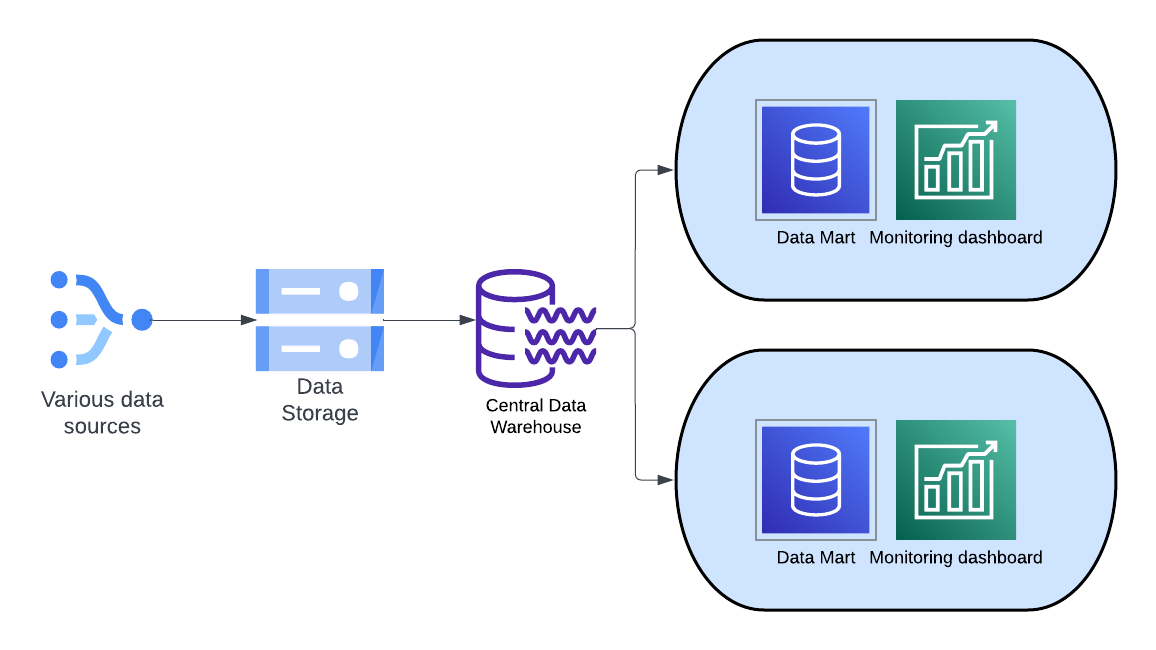 Data Mart
Monitoring dashboard
Various data
sources
Data
Storage
Central Data
Warehouse
Data Mart
Monitoring dashboard